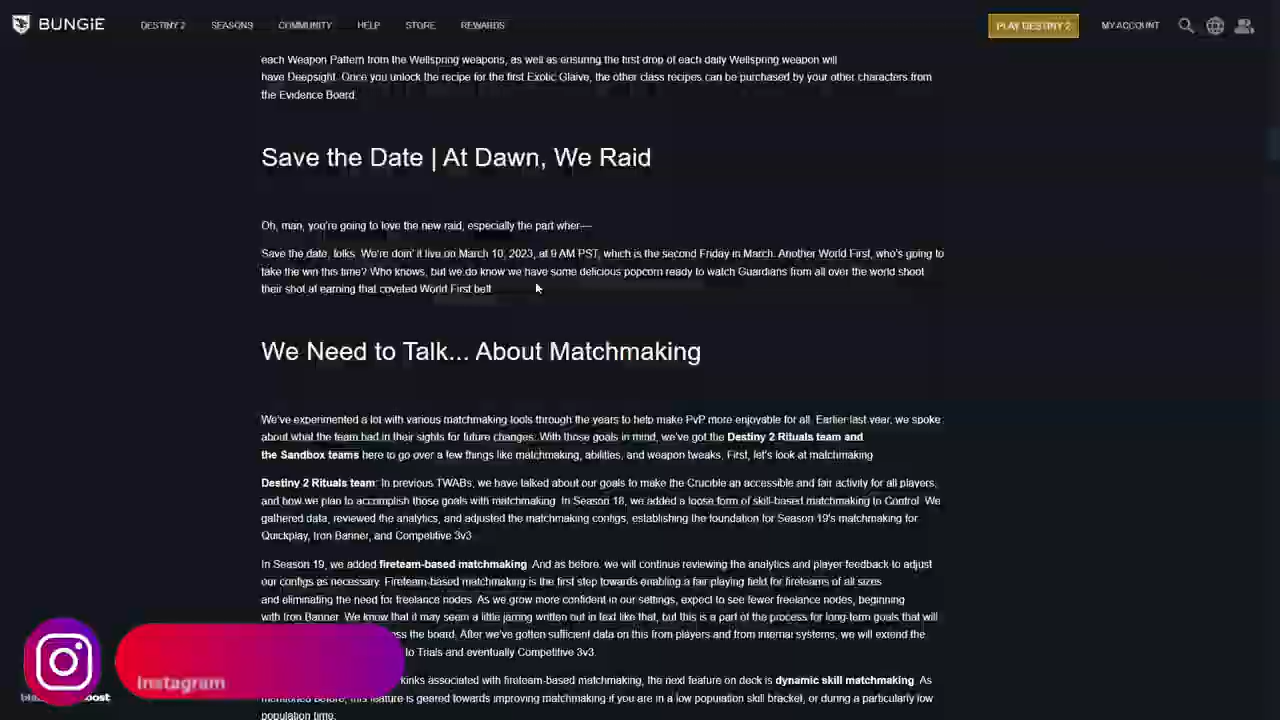 BUNGiE
DESTINY 2
SEASONS
COMMUNITY
HELP
STORE
REWARDS
PLAY DESTINY 2
MY ACCOUNT
each Weapon Pattern from the Wellspring weapons, as well as ensuring the first drop of each daily Wellspring weapon will
have Deepsight. Once you unlock the recipe for the first Exotic Glaive, the other class recipes can be purchased by your other characters from
the Evidence Board.
Save the Date | At Dawn, We Raid
Oh, man, you're going to love the new raid, especially the part wher—
Save the date, folks. We're doin' it live on March 10, 2023, at 9 AM PST, which is the second Friday in March. Another World First, who's going to
take the win this time? Who knows, but we do know we have some delicious popcorn ready to watch Guardians from all over the world shoot
their shot at earning that coveted World First belt.
We Need to Talk... About Matchmaking
We've experimented a lot with various matchmaking tools through the years to help make PvP more enjoyable for all. Earlier last year, we spoke
about what the team had in their sights for future changes. With those goals in mind, we've got the Destiny 2 Rituals team and
the Sandbox teams here to go over a few things like matchmaking, abilities, and weapon tweaks. First, let's look at matchmaking
Destiny 2 Rituals team: In previous TWABs, we have talked about our goals to make the Crucible an accessible and fair activity for all players,
and how we plan to accomplish those goals with matchmaking. In Season 18, we added a loose form of skill-based matchmaking to Control. We
gathered data, reviewed the analytics, and adjusted the matchmaking configs, establishing the foundation for Season 19's matchmaking for
Quickplay, Iron Banner, and Competitive 3v3.
In Season 19, we added fireteam-based matchmaking. And as before, we will continue reviewing the analytics and player feedback to adjust
our configs as necessary. Fireteam-based matchmaking is the first step towards enabling a fair playing field for fireteams of all sizes
and eliminating the need for freelance nodes. As we grow more confident in our settings, expect to see fewer freelance nodes, beginning
with Iron Banner. We know that it may seem a little jarring written out in text like that, but this is a part of the process for long-term goals that will
the board. After we've gotten sufficient data on this from players and from internal systems, we will extend the
to Trials and eventually Competitive 3v3.
kinks associated with fireteam-based matchmaking, the next feature on deck is dynamic skill matchmaking. As
mentioned before, this feature is geared towards improving matchmaking if you are in a low population skill bracket, or during a particularly low
population time.
Instagram